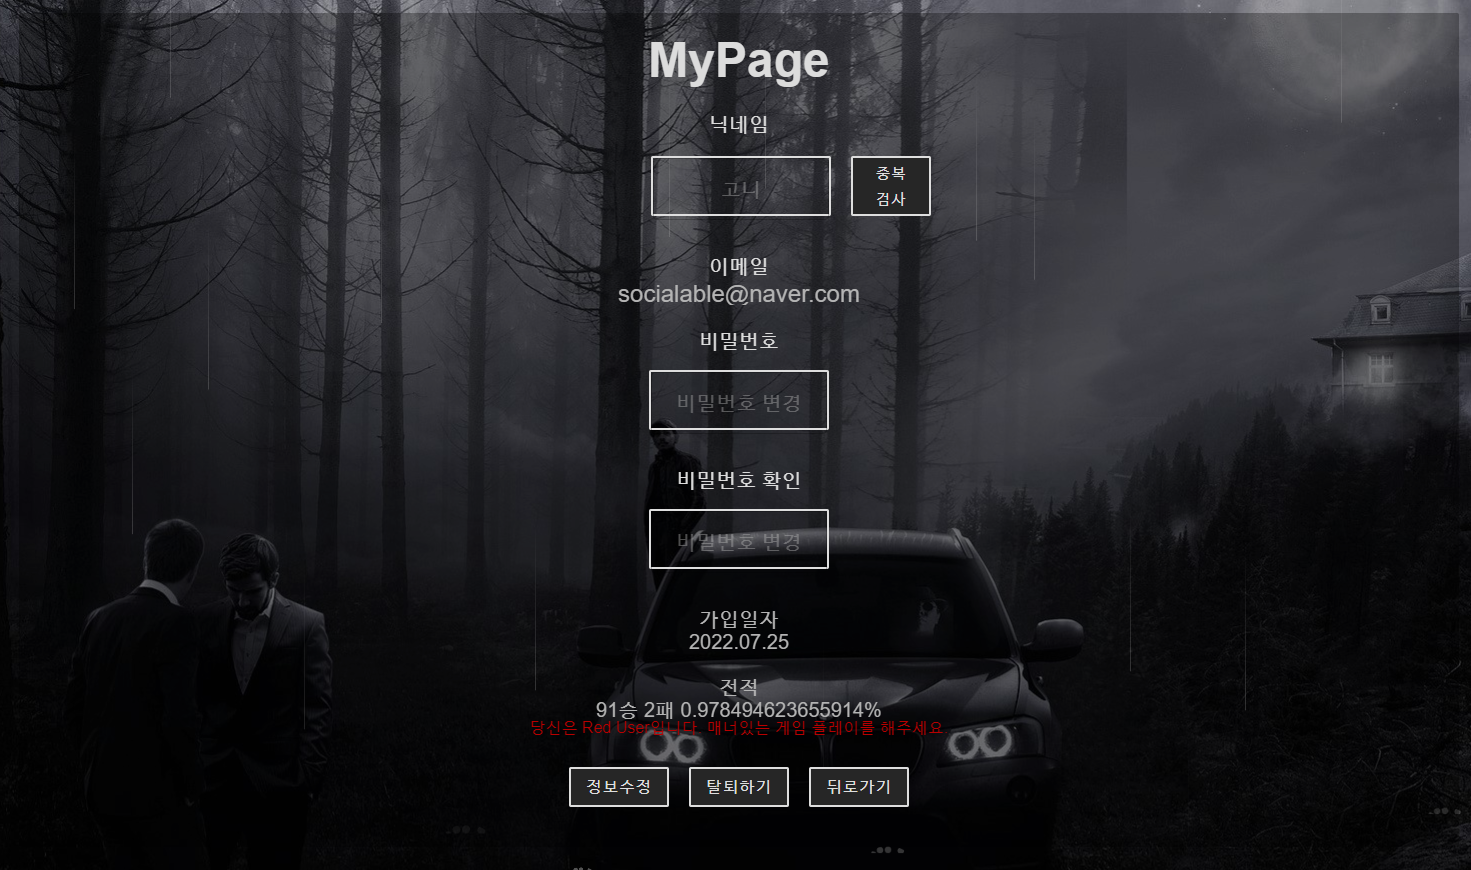 MyPage
닉네임
고니
중복
검사
이메일
socialable@naver.com
비밀번호
비밀번호 변경
비밀번호 확인
비밀번호 변경
가입일자
2022.07.25
전적
91승 2패 0.978494623655914%
당신은 Red User입니다. 매너있는 게임 플레이를 해주세요
정보수정 탈퇴하기 뒤로가기